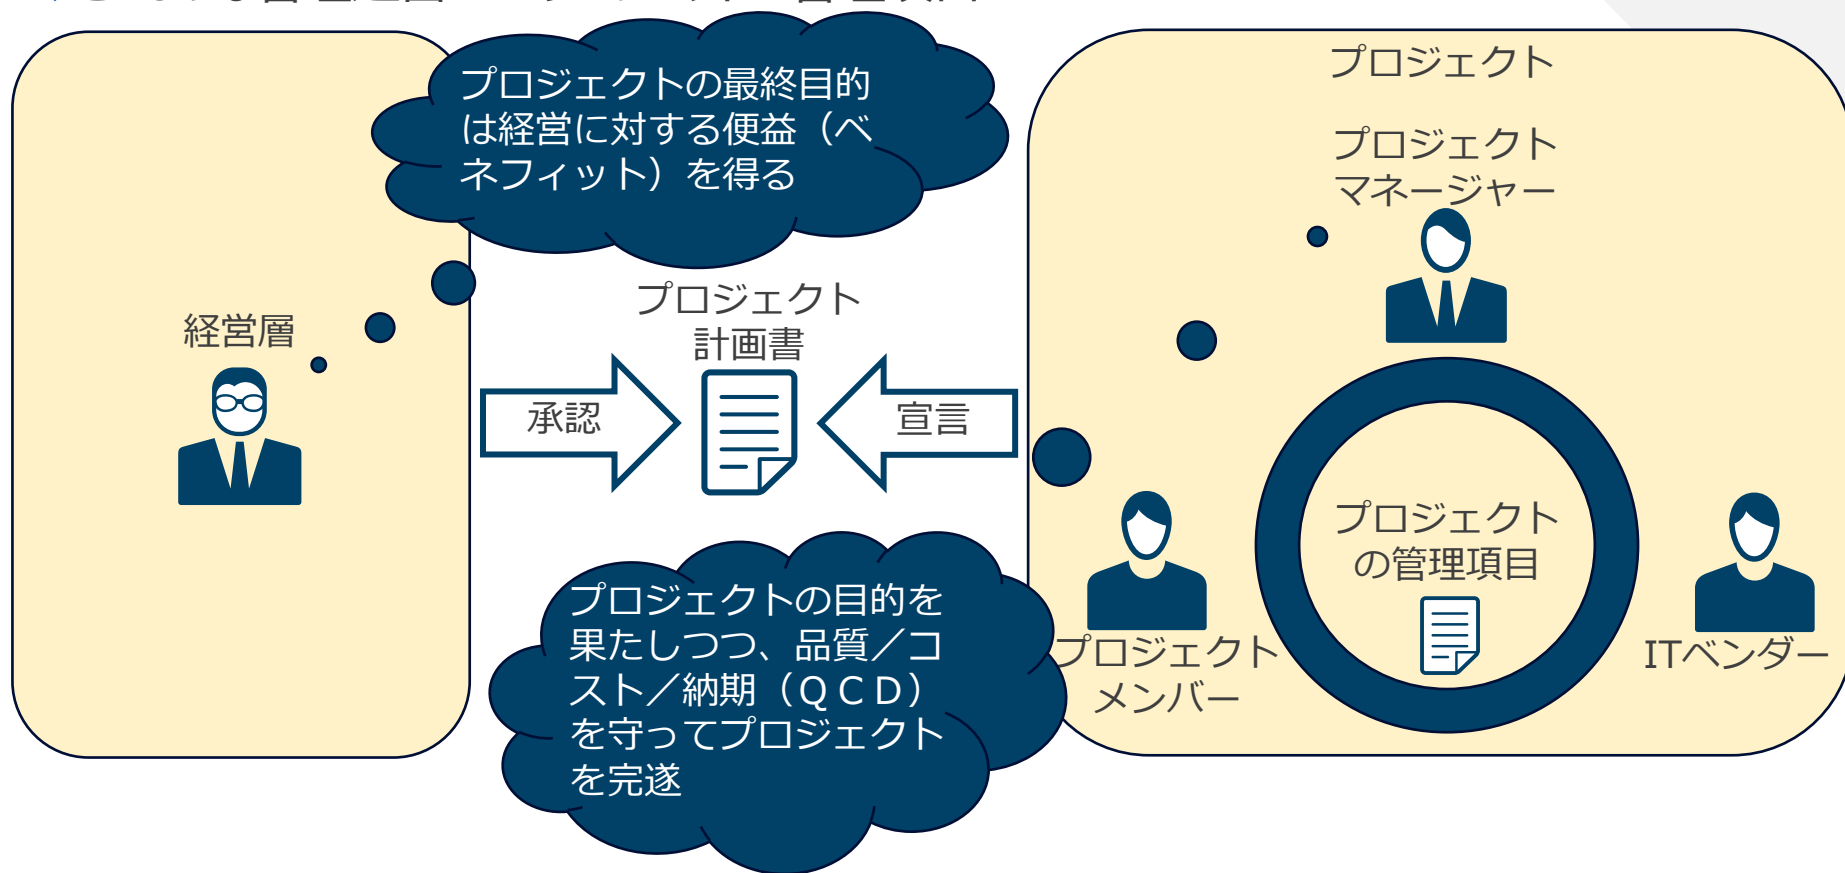 プロジェクトの最終目的
は経営に対する便益（ベ
ネフィット）を得る
経営層
プロジェクト
計画書
承認
宣言
プロジェクトの目的を
果たしつつ、品質／コ
スト／納期（ＱＣＤ）
を守ってプロジェクト
を完遂
プロジェクト
プロジェクト
マネージャー
プロジェクト
の管理項目
プロジェクト
メンバー
ITベンダー